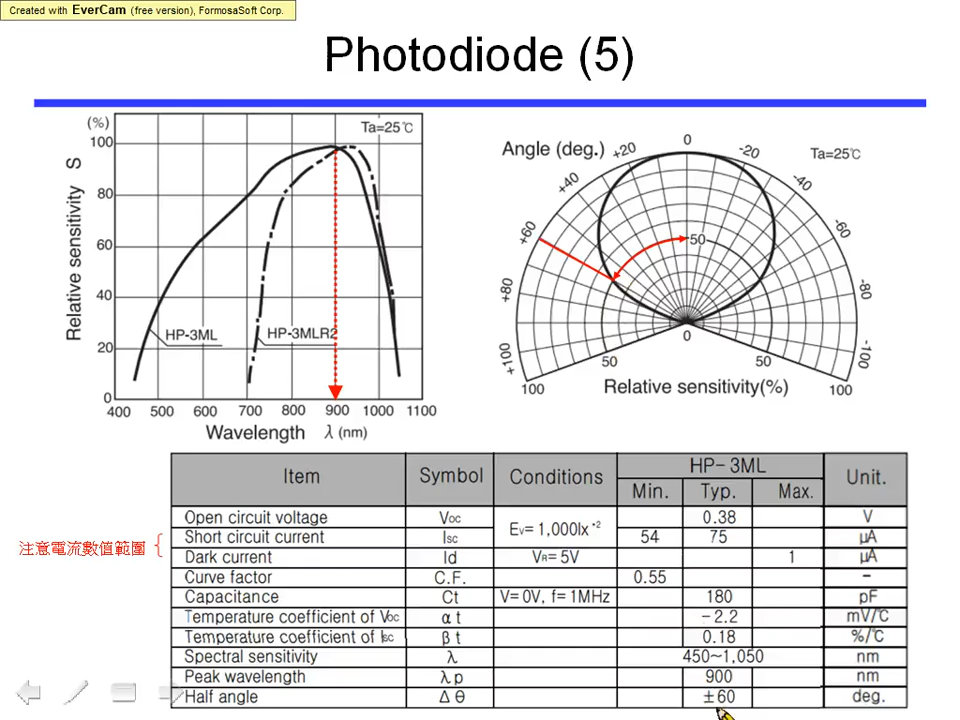 Created with EverCam (free version), FormosaSoft Corp.
Photodiode (5)
(%)
Ta=25℃
100
80
60
40
20
0
Relative sensitivity S
HP-3ML
HP-3MLR2
400 500 600 700 800 900 1000 1100
Wavelength λ (nm)
Angle (deg.)
Ta=25℃
+100 +80 +60 +40 +20 0 -20 -40 -60 -80 -100
50
0
50 50
100 100
Relative sensitivity(%)
Item Symbol Conditions HP-3ML Unit.
Min. Typ. Max.
Open circuit voltage Voc Ev=1,000lx *2 0.38 V
Short circuit current Isc 54 75 μA
Dark current Id VR=5V 1 μA
Curve factor C.F. 0.55 -
Capacitance Ct V=0V, f=1MHz 180 pF
Temperature coefficient of Voc αt -2.2 mV/℃
Temperature coefficient of Isc βt 0.18 %/℃
Spectral sensitivity λ 450~1,050 nm
Peak wavelength λp 900 nm
Half angle Δθ ±60 deg.
注意電流數值範圍